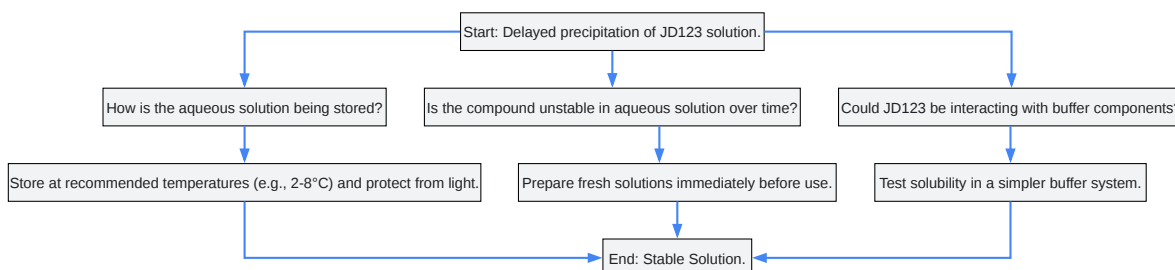 Start: Delayed precipitation of JD123 solution.
How is the aqueous solution being stored?
Is the compound unstable in aqueous solution over time?
Could JD123 be interacting with buffer components?
Store at recommended temperatures (e.g., 2-8°C) and protect from light.
Prepare fresh solutions immediately before use.
Test solubility in a simpler buffer system.
End: Stable Solution.